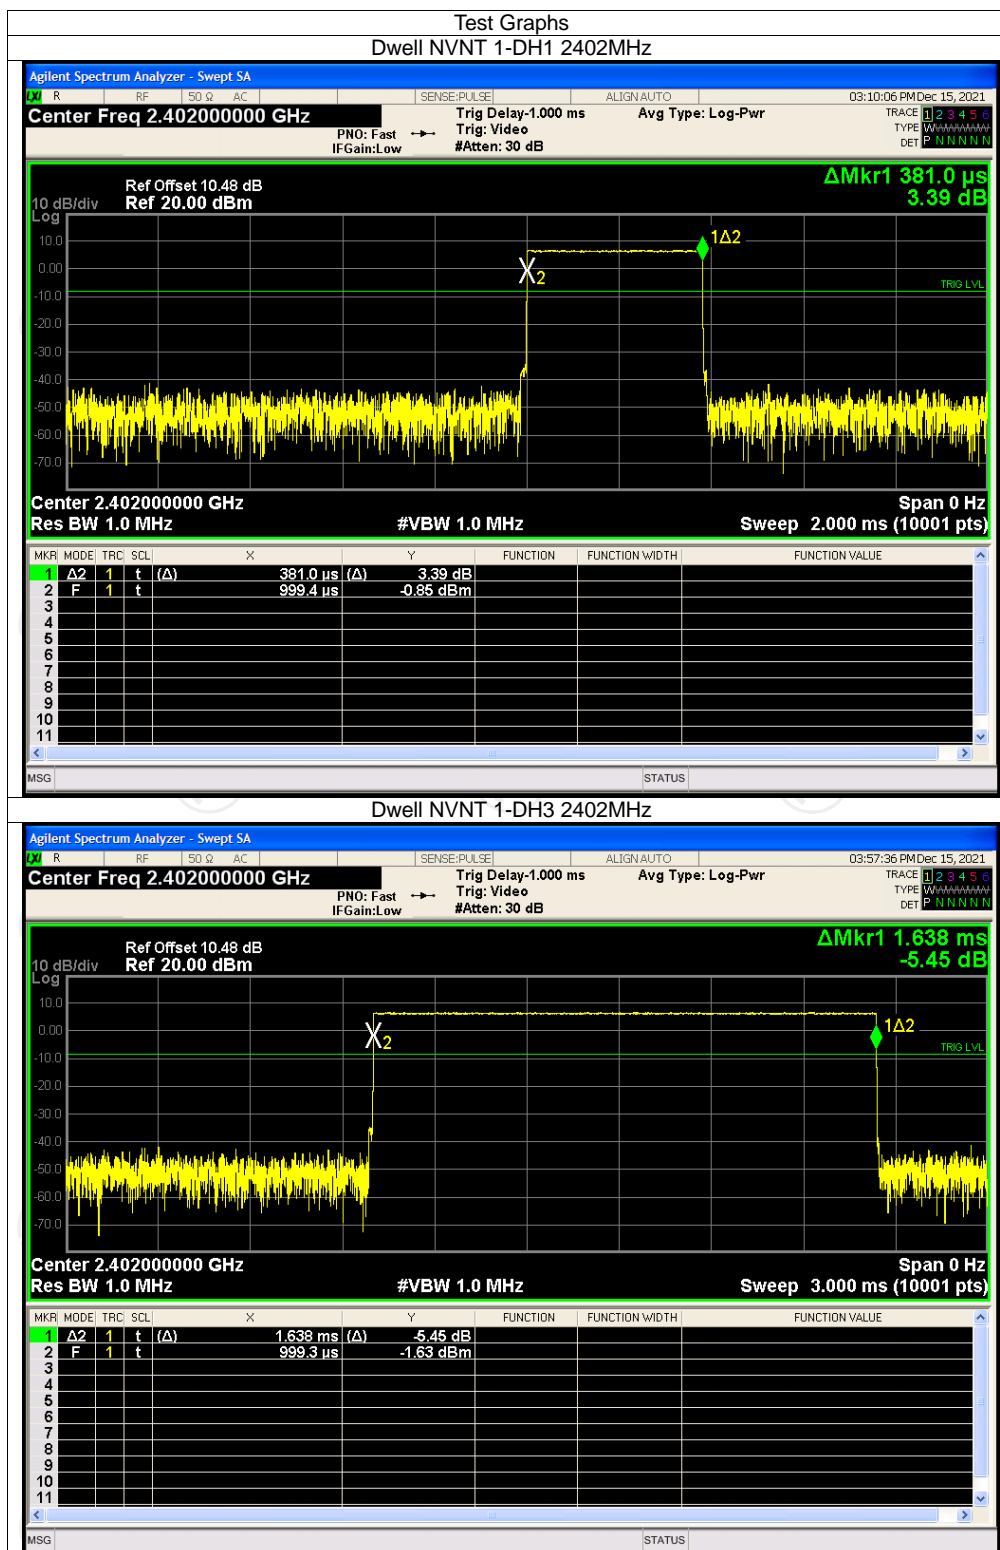 Test Graphs
Dwell NVNT 1-DH1 2402MHz
Agilent Spectrum Analyzer - Swept SA
LXI R RF 50 Ω AC SENSE:PULSE ALIGN AUTO 03:10:06 PM Dec 15, 2021
Center Freq 2.402000000 GHz Trig Delay-1.000 ms Avg Type: Log-Pwr TRACE 1 2 3 4 5 6
PNO: Fast Trig: Video TYPE W
IFGain:Low #Atten: 30 dB DET P N N N N N
ΔMkr1 381.0 µs
Ref Offset 10.48 dB
10 dB/div Ref 20.00 dBm 3.39 dB
Log
10.0
1Δ2
0.00
2
TRIG LVL
-10.0
-20.0
-30.0
-40.0
-50.0
-60.0
-70.0
Center 2.402000000 GHz Span 0 Hz
Res BW 1.0 MHz #VBW 1.0 MHz Sweep 2.000 ms (10001 pts)
MKR MODE TRC SCL X Y FUNCTION FUNCTION WIDTH FUNCTION VALUE
1 Δ2 1 t (Δ) 381.0 µs (Δ) 3.39 dB
2 F 1 t 999.4 µs -0.85 dBm
3
4
5
6
7
8
9
10
11
MSG STATUS
Dwell NVNT 1-DH3 2402MHz
Agilent Spectrum Analyzer - Swept SA
LXI R RF 50 Ω AC SENSE:PULSE ALIGN AUTO 03:57:36 PM Dec 15, 2021
Center Freq 2.402000000 GHz Trig Delay-1.000 ms Avg Type: Log-Pwr TRACE 1 2 3 4 5 6
PNO: Fast Trig: Video TYPE W
IFGain:Low #Atten: 30 dB DET P N N N N N
ΔMkr1 1.638 ms
Ref Offset 10.48 dB
10 dB/div Ref 20.00 dBm -5.45 dB
Log
10.0
0.00
1Δ2
2
TRIG LVL
-10.0
-20.0
-30.0
-40.0
-50.0
-60.0
-70.0
Center 2.402000000 GHz Span 0 Hz
Res BW 1.0 MHz #VBW 1.0 MHz Sweep 3.000 ms (10001 pts)
MKR MODE TRC SCL X Y FUNCTION FUNCTION WIDTH FUNCTION VALUE
1 Δ2 1 t (Δ) 1.638 ms (Δ) -5.45 dB
2 F 1 t 999.3 µs -1.63 dBm
3
4
5
6
7
8
9
10
11
MSG STATUS